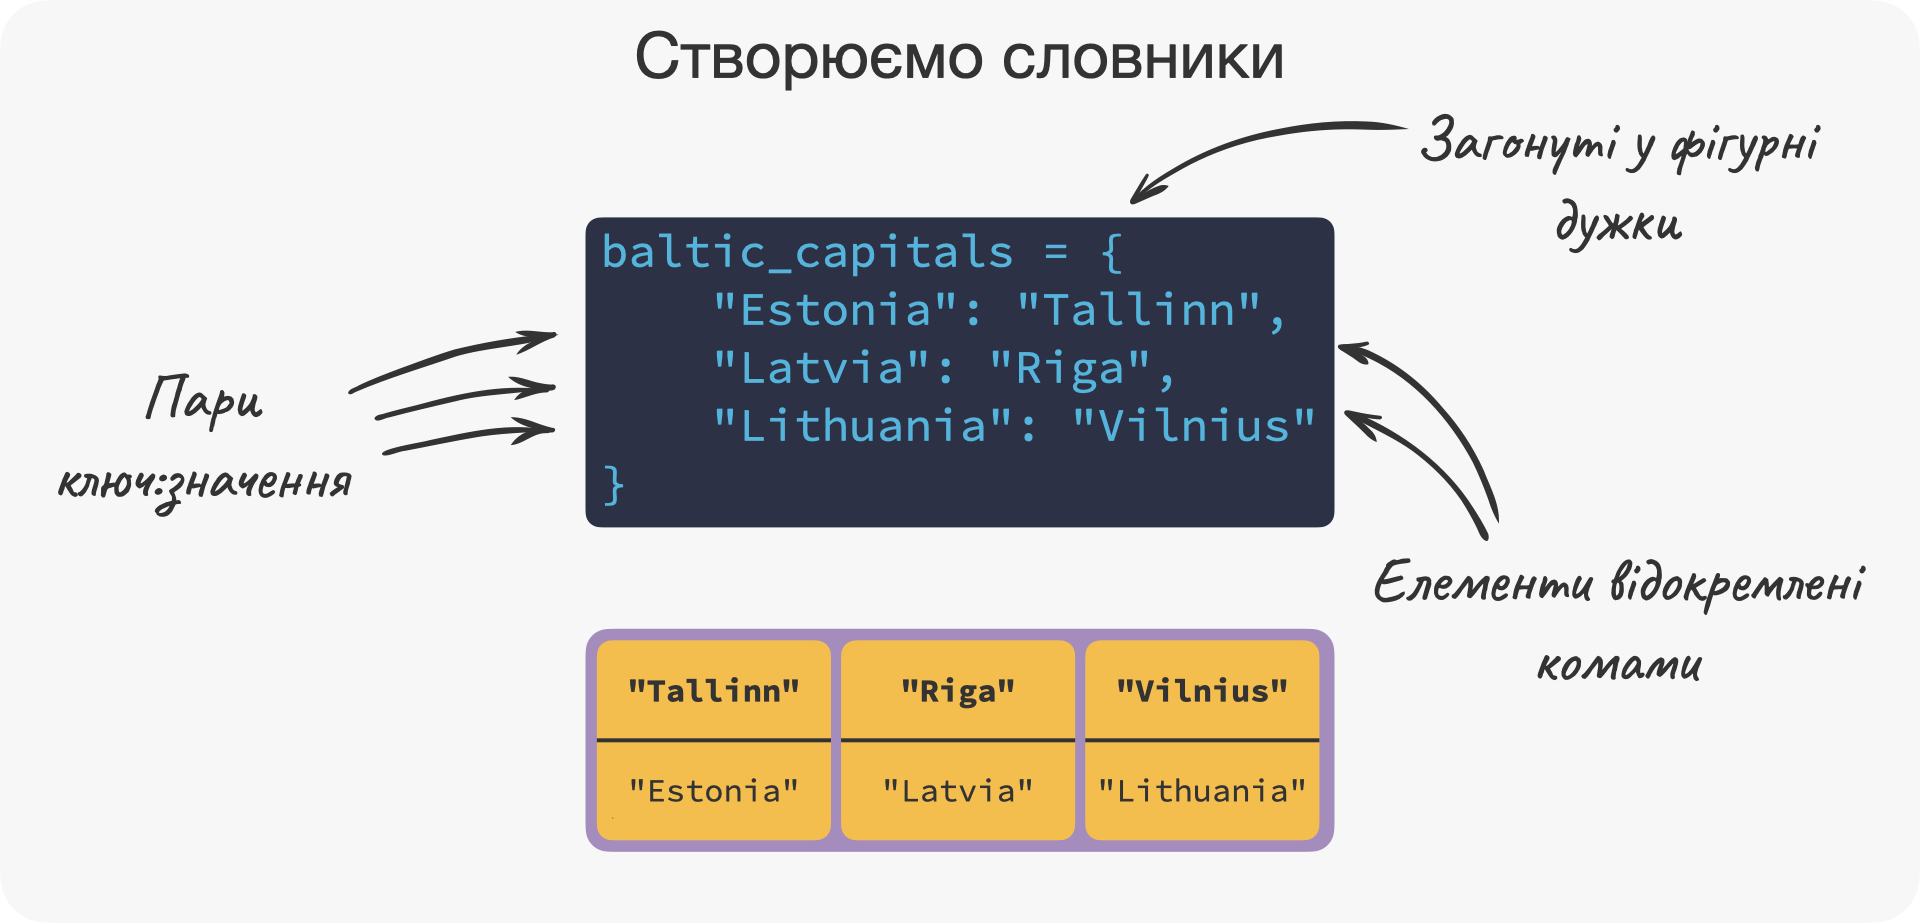 Створюємо словники
Загонуті у фігурні
дужки
baltic_capitals = {
    "Estonia": "Tallinn",
    "Latvia": "Riga",
    "Lithuania": "Vilnius"
}
Пари
ключ:значення
Елементи відокремлені
комами
"Tallinn" "Riga" "Vilnius"
"Estonia" "Latvia" "Lithuania"